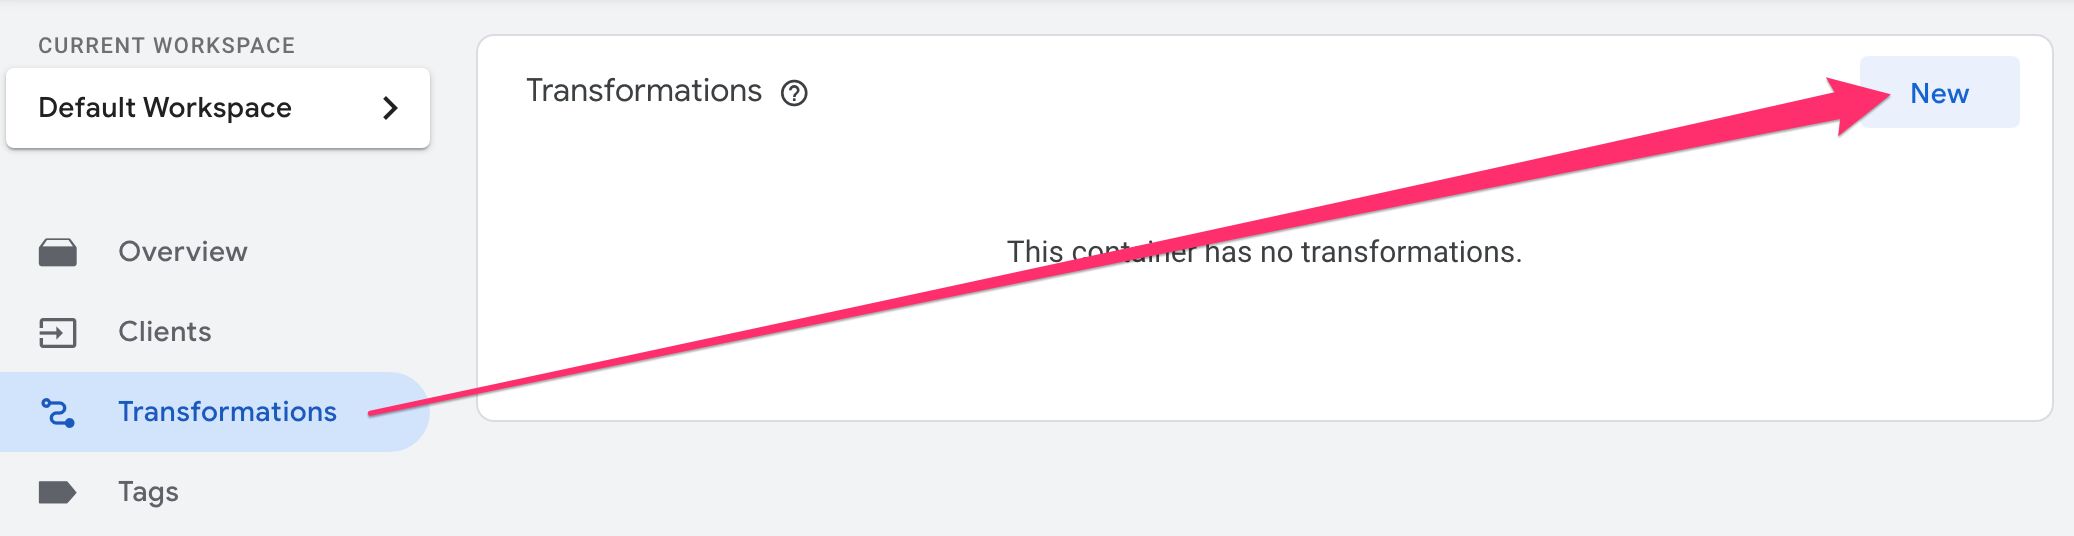 CURRENT WORKSPACE
Default Workspace
Overview
Clients
Transformations
Tags
Transformations
New
This container has no transformations.